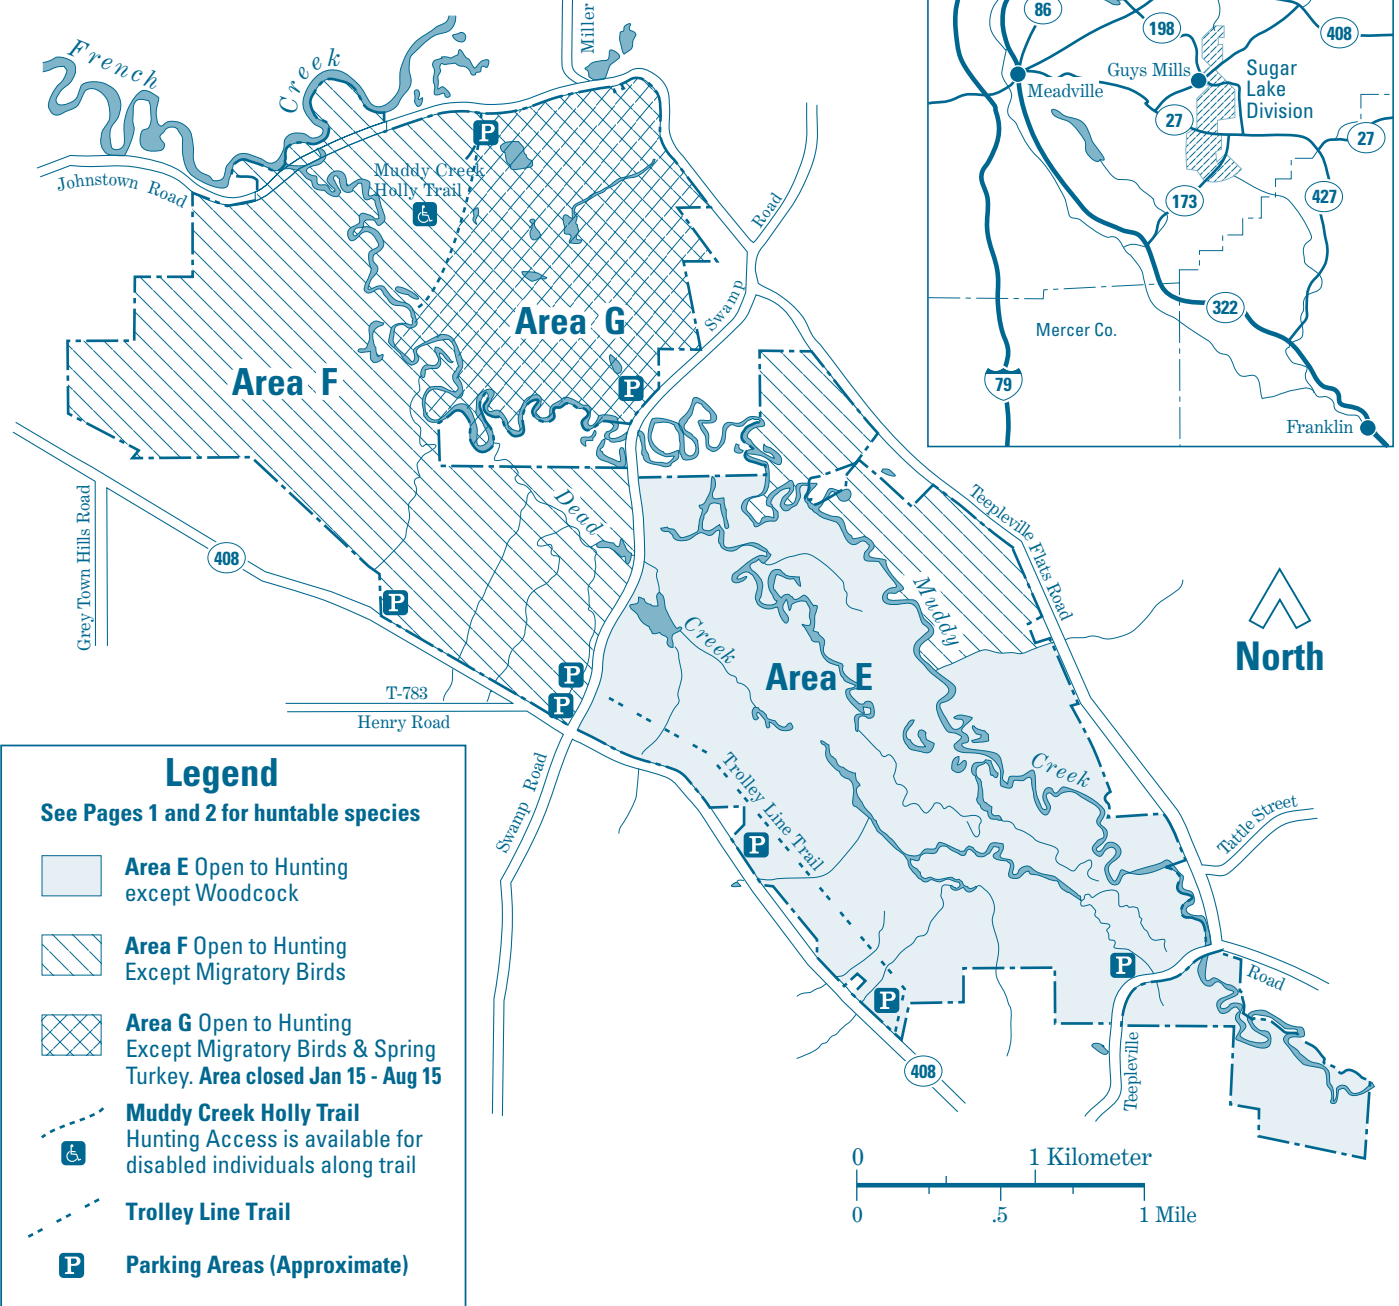 French
Creek
Miller
Johnstown Road
Muddy Creek
Holly Trail
P
Road
Swamp
Area G
Area F
P
86
198
408
Guys Mills
Meadville
Sugar
Lake
Division
27
27
173
427
322
Mercer Co.
79
Franklin
Grey Town Hills Road
408
Dead
Creek
P
P
P
T-783
Henry Road
Teepleville Flats Road
Muddy
Creek
Area E
North
Swamp Road
Trolley Line Trail
P
P
P
Tattle Street
Road
Teepleville
408
Legend
See Pages 1 and 2 for huntable species
Area E Open to Hunting
except Woodcock
Area F Open to Hunting
Except Migratory Birds
Area G Open to Hunting
Except Migratory Birds & Spring
Turkey. Area closed Jan 15 - Aug 15
Muddy Creek Holly Trail
Hunting Access is available for
disabled individuals along trail
Trolley Line Trail
P Parking Areas (Approximate)
0 1 Kilometer
0 .5 1 Mile